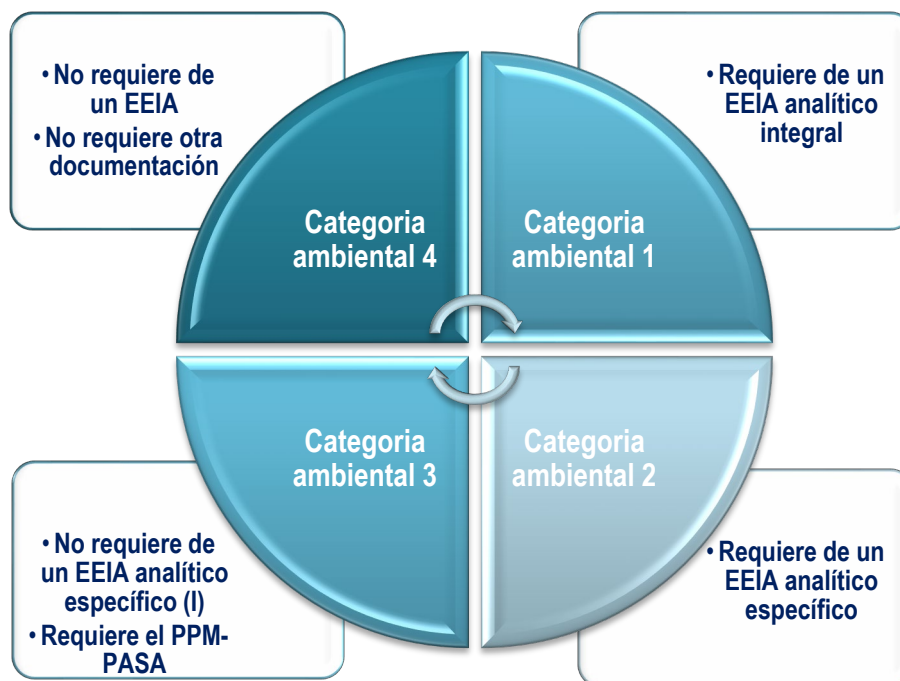 • No requiere de
un EEIA
• No requiere otra
documentación
• Requiere de un
EEIA analítico
integral
Categoria
ambiental 4
Categoria
ambiental 1
Categoria
ambiental 3
Categoria
ambiental 2
• No requiere de
un EEIA analítico
específico (I)
• Requiere el PPM-
PASA
• Requiere de un
EEIA analítico
específico